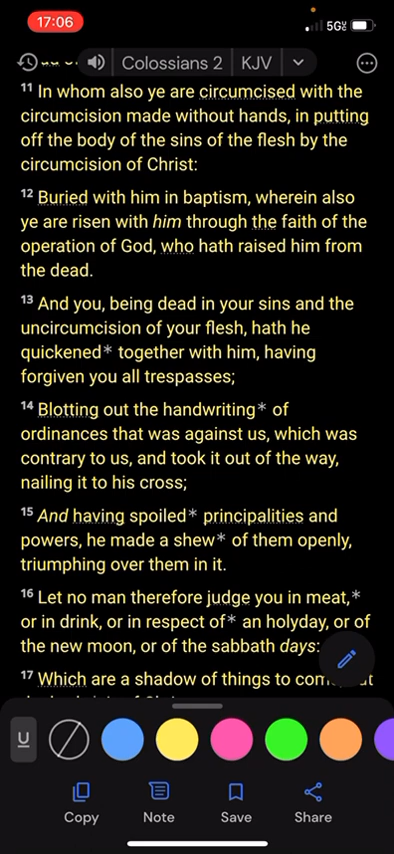 17:06
5G
Colossians 2 KJV
11 In whom also ye are circumcised with the
circumcision made without hands, in putting
off the body of the sins of the flesh by the
circumcision of Christ:
12 Buried with him in baptism, wherein also
ye are risen with him through the faith of the
operation of God, who hath raised him from
the dead.
13 And you, being dead in your sins and the
uncircumcision of your flesh, hath he
quickened* together with him, having
forgiven you all trespasses;
14 Blotting out the handwriting* of
ordinances that was against us, which was
contrary to us, and took it out of the way,
nailing it to his cross;
15 And having spoiled* principalities and
powers, he made a shew* of them openly,
triumphing over them in it.
16 Let no man therefore judge you in meat,*
or in drink, or in respect of* an holyday, or of
the new moon, or of the sabbath days:
17 Which are a shadow of things to
U
Copy Note Save Share